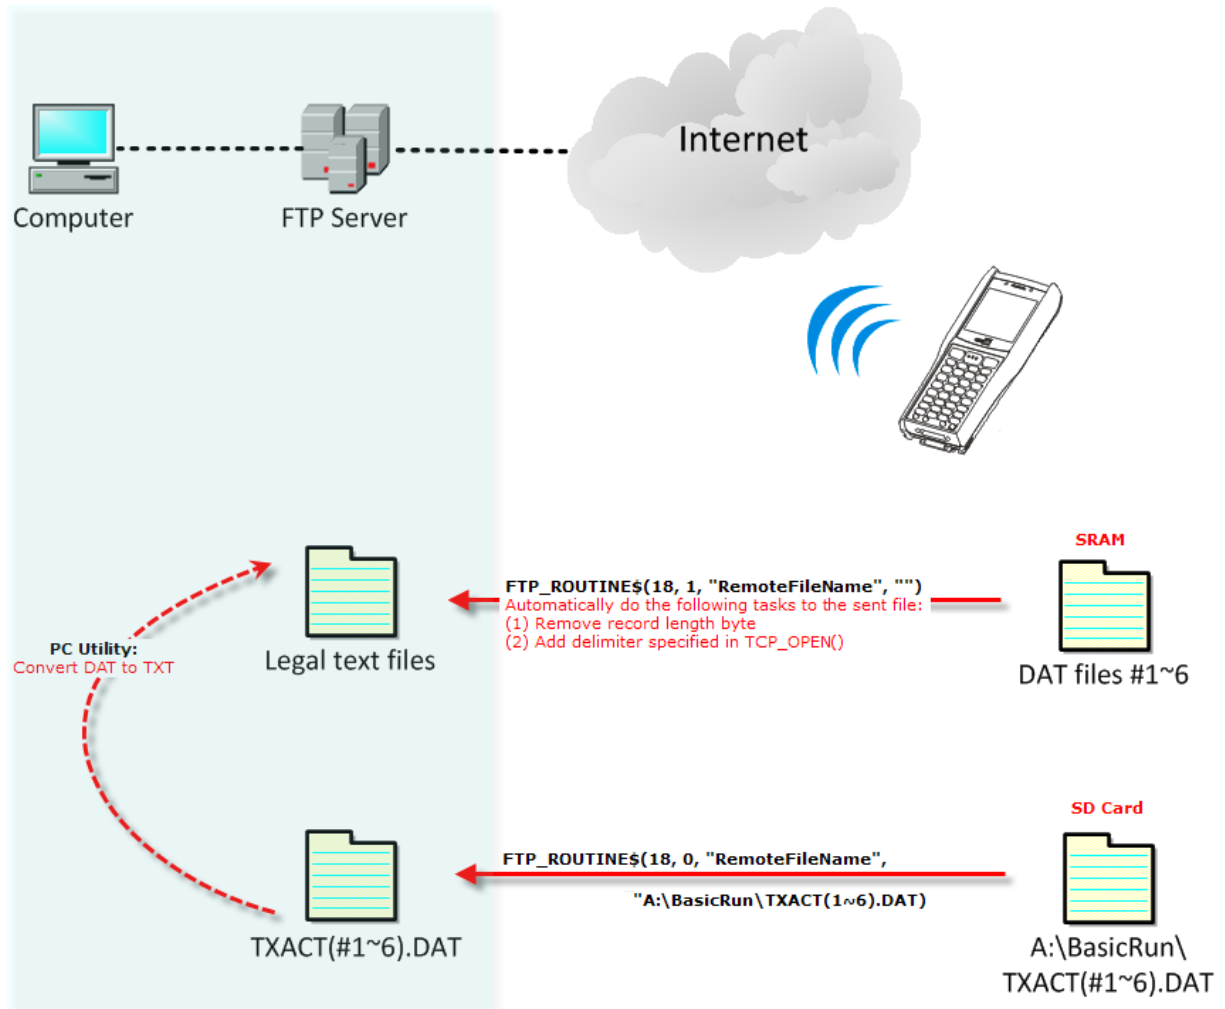 Internet
Computer
FTP Server
SRAM
FTP_ROUTINE$(18, 1, "RemoteFileName", "")
Automatically do the following tasks to the sent file:
(1) Remove record length byte
(2) Add delimiter specified in TCP_OPEN()
PC Utility:
Convert DAT to TXT
Legal text files
DAT files #1~6
SD Card
FTP_ROUTINE$(18, 0, "RemoteFileName",
"A:\BasicRun\TXACT(1~6).DAT)
TXACT(#1~6).DAT
A:\BasicRun\
TXACT(#1~6).DAT